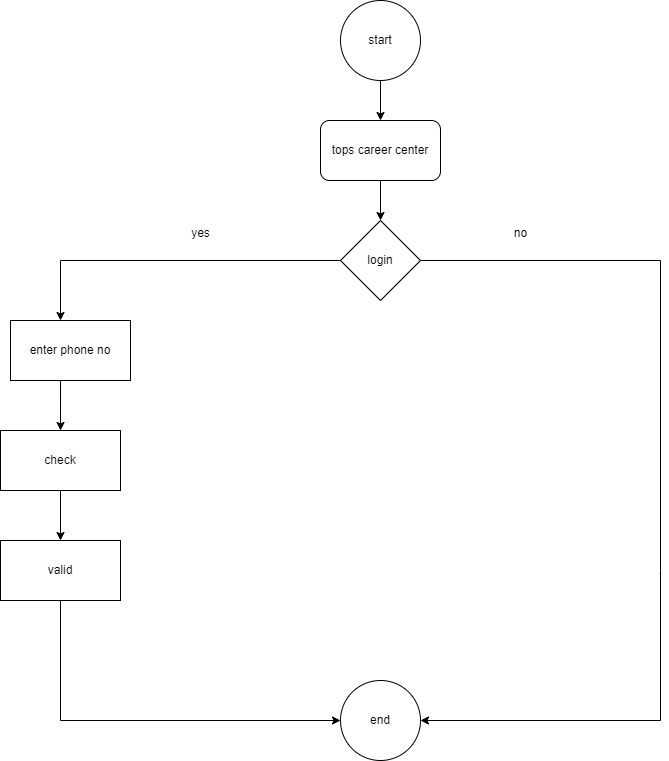 start
tops career center
yes
no
login
enter phone no
check
valid
end